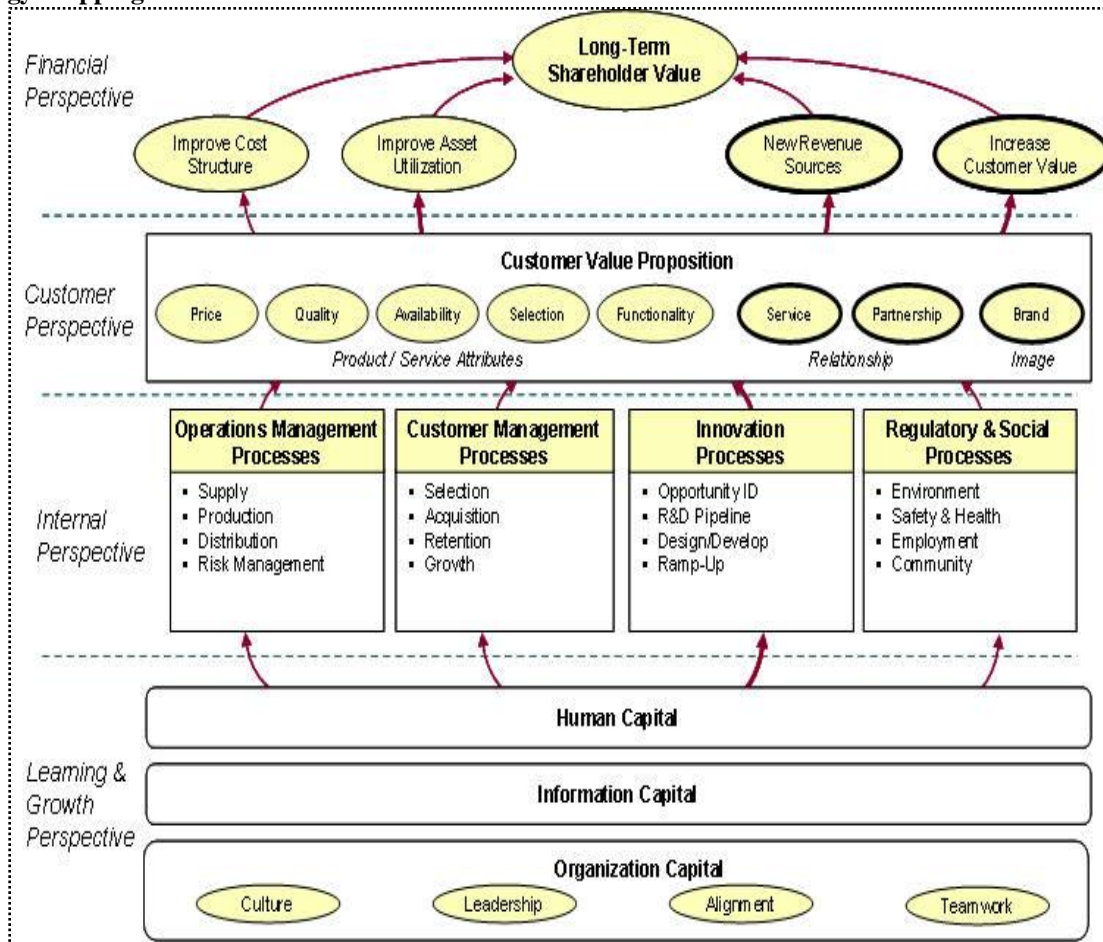 Financial
Perspective
Long-Term
Shareholder Value
Improve Cost
Structure
Improve Asset
Utilization
New Revenue
Sources
Increase
Customer Value
Customer
Perspective
Customer Value Proposition
Price
Quality
Availability
Selection
Functionality
Service
Partnership
Brand
Product / Service Attributes
Relationship
Image
Internal
Perspective
Operations Management
Processes
▪ Supply
▪ Production
▪ Distribution
▪ Risk Management
Customer Management
Processes
▪ Selection
▪ Acquisition
▪ Retention
▪ Growth
Innovation
Processes
▪ Opportunity ID
▪ R&D Pipeline
▪ Design/Develop
▪ Ramp-Up
Regulatory & Social
Processes
▪ Environment
▪ Safety & Health
▪ Employment
▪ Community
Learning &
Growth
Perspective
Human Capital
Information Capital
Organization Capital
Culture
Leadership
Alignment
Teamwork